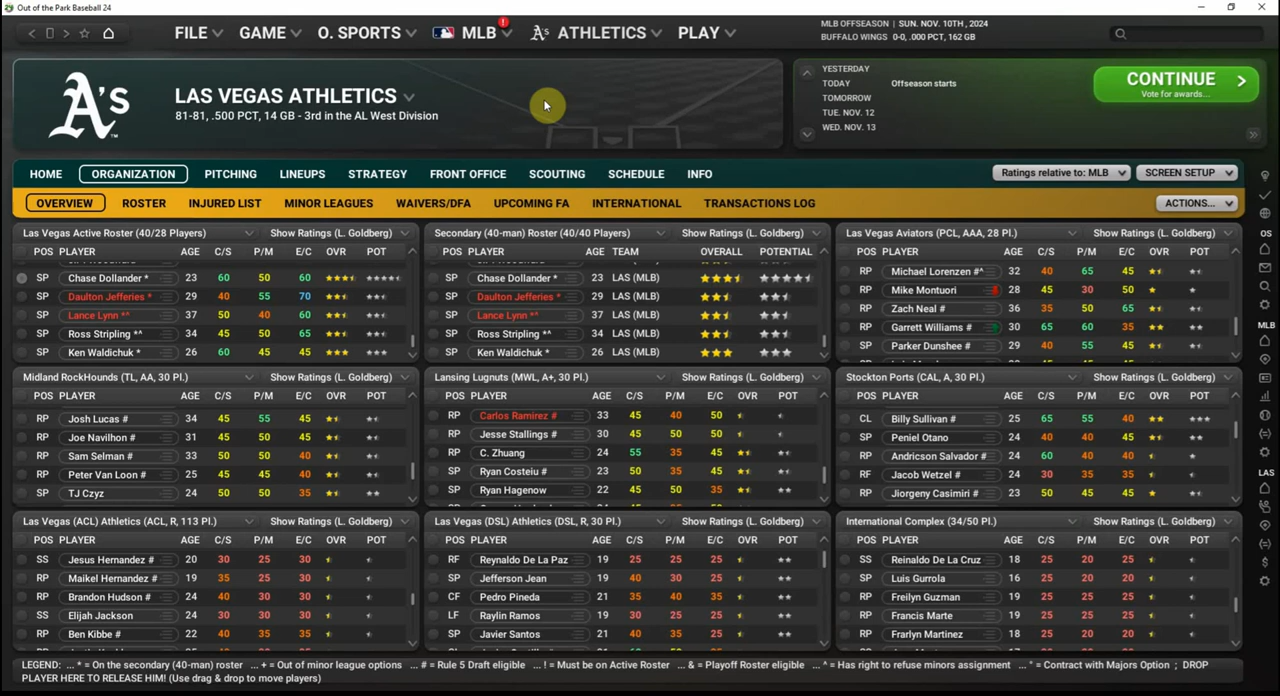 Out of the Park Baseball 24
FILE GAME O. SPORTS MLB ! A's ATHLETICS PLAY
MLB OFFSEASON | SUN. NOV. 10TH, 2024
BUFFALO WINGS 0-0, .000 PCT, 162 GB
A's
LAS VEGAS ATHLETICS
81-81, .500 PCT, 14 GB - 3rd in the AL West Division
YESTERDAY
TODAY Offseason starts
TOMORROW
TUE. NOV. 12
WED. NOV. 13
CONTINUE
Vote for awards...
HOME ORGANIZATION PITCHING LINEUPS STRATEGY FRONT OFFICE SCOUTING SCHEDULE INFO Ratings relative to: MLB SCREEN SETUP
OVERVIEW ROSTER INJURED LIST MINOR LEAGUES WAIVERS/DFA UPCOMING FA INTERNATIONAL TRANSACTIONS LOG ACTIONS...
Las Vegas Active Roster (40/28 Players) Show Ratings (L. Goldberg)
POS PLAYER AGE C/S P/M E/C OVR POT
SP Chase Dollander * 23 60 50 60
SP Daulton Jefferies * 29 40 55 70
SP Lance Lynn *^ 37 50 40 60
SP Ross Stripling *^ 34 45 50 65
SP Ken Waldichuk * 26 60 45 45
Secondary (40-man) Roster (40/40 Players) Show Ratings (L. Goldberg)
POS PLAYER AGE TEAM OVERALL POTENTIAL
SP Chase Dollander * 23 LAS (MLB)
SP Daulton Jefferies * 29 LAS (MLB)
SP Lance Lynn *^ 37 LAS (MLB)
SP Ross Stripling *^ 34 LAS (MLB)
SP Ken Waldichuk * 26 LAS (MLB)
Las Vegas Aviators (PCL, AAA, 28 Pl.) Show Ratings (L. Goldberg)
POS PLAYER AGE C/S P/M E/C OVR POT
RP Michael Lorenzen #^ 32 40 65 45
RP Mike Montuori 28 45 30 50
RP Zach Neal # 36 35 50 65
RP Garrett Williams # 30 65 60 35
SP Parker Dunshee # 29 40 55 45
Midland RockHounds (TL, AA, 30 Pl.) Show Ratings (L. Goldberg)
POS PLAYER AGE C/S P/M E/C OVR POT
RP Josh Lucas # 34 45 55 45
RP Joe Navilhon # 31 45 50 45
RP Sam Selman # 33 50 50 40
RP Peter Van Loon # 25 45 45 40
SP TJ Czyz 24 50 50 35
Lansing Lugnuts (MWL, A+, 30 Pl.) Show Ratings (L. Goldberg)
POS PLAYER AGE C/S P/M E/C OVR POT
RP Carlos Ramirez # 33 45 40 50
RP Jesse Stallings # 30 45 50 50
RP C. Zhuang 24 55 35 45
SP Ryan Costeiu # 23 50 35 45
SP Ryan Hagenow 22 45 50 35
Stockton Ports (CAL, A, 30 Pl.) Show Ratings (L. Goldberg)
POS PLAYER AGE C/S P/M E/C OVR POT
CL Billy Sullivan # 25 65 55 40
SP Peniel Otano 24 40 40 45
RP Andricson Salvador # 24 60 40 40
RF Jacob Wetzel # 24 30 35 35
RP Jiorgeny Casimiri # 23 50 45 45
Las Vegas (ACL) Athletics (ACL, R, 113 Pl.) Show Ratings (L. Goldberg)
POS PLAYER AGE C/S P/M E/C OVR POT
SS Jesus Hernandez # 20 30 25 30
RP Maikel Hernandez # 19 35 25 30
RP Brandon Hudson # 24 40 30 30
SS Elijah Jackson 24 30 30 30
RP Ben Kibbe # 22 40 35 35
Las Vegas (DSL) Athletics (DSL, R, 30 Pl.) Show Ratings (L. Goldberg)
POS PLAYER AGE C/S P/M E/C OVR POT
RF Reynaldo De La Paz 19 25 25 25
SP Jefferson Jean 19 40 30 25
CF Pedro Pineda 21 35 40 35
LF Raylin Ramos 19 30 25 25
SP Javier Santos 21 40 35 25
International Complex (34/50 Pl.) Show Ratings (L. Goldberg)
POS PLAYER AGE C/S P/M E/C OVR POT
SS Reinaldo De La Cruz 18 25 20 25
SP Luis Gurrola 16 25 20 20
RP Freilyn Guzman 19 25 20 20
RP Francis Marte 19 25 20 20
RP Frarlyn Martinez 18 25 20 20
OS
MLB
LAS
LEGEND: ... * = On the secondary (40-man) roster ... + = Out of minor league options ... # = Rule 5 Draft eligible ... ! = Must be on Active Roster ... & = Playoff Roster eligible ... ^ = Has right to refuse minors assignment ... " = Contract with Majors Option ; DROP
PLAYER HERE TO RELEASE HIM! (Use drag & drop to move players)